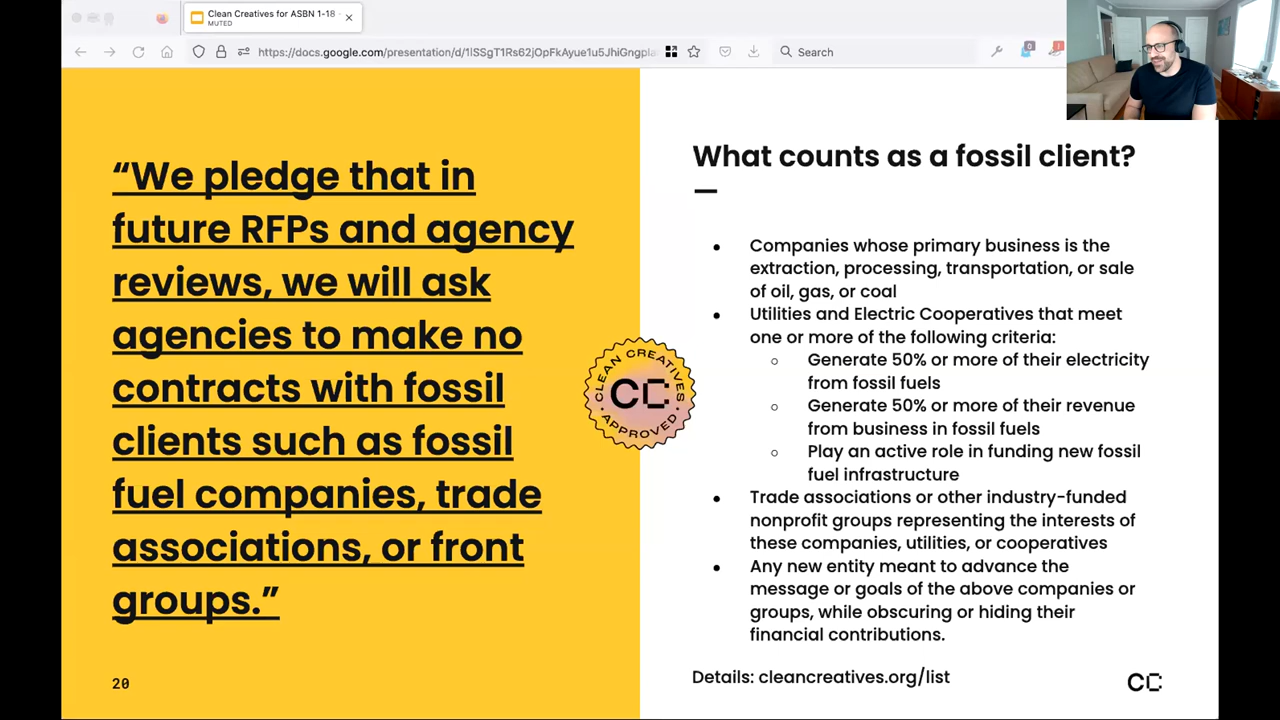 Clean Creatives for ASBN 1-18 -
MUTED
https://docs.google.com/presentation/d/1lSSgT1Rs62jOpFkAyue1u5JhiGngpla
Search
0
“We pledge that in
future RFPs and agency
reviews, we will ask
agencies to make no
contracts with fossil
clients such as fossil
fuel companies, trade
associations, or front
groups.”
20
CLEAN CREATIVES
CC
APPROVED
What counts as a fossil client?
—
● Companies whose primary business is the
extraction, processing, transportation, or sale
of oil, gas, or coal
● Utilities and Electric Cooperatives that meet
one or more of the following criteria:
○ Generate 50% or more of their electricity
from fossil fuels
○ Generate 50% or more of their revenue
from business in fossil fuels
○ Play an active role in funding new fossil
fuel infrastructure
● Trade associations or other industry-funded
nonprofit groups representing the interests of
these companies, utilities, or cooperatives
● Any new entity meant to advance the
message or goals of the above companies or
groups, while obscuring or hiding their
financial contributions.
Details: cleancreatives.org/list
CC